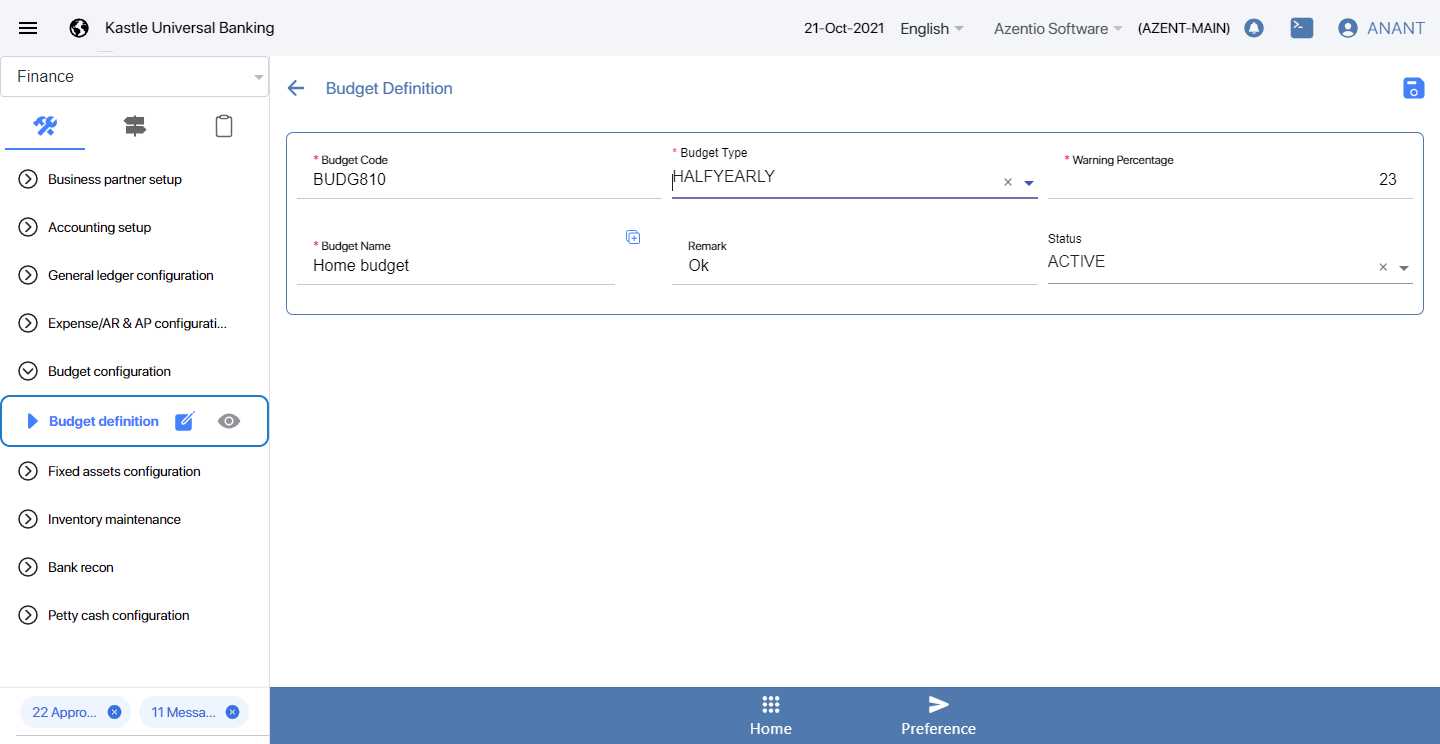 Kastle Universal Banking
21-Oct-2021
English
Azentio Software
(AZENT-MAIN)
ANANT
Finance
Business partner setup
Accounting setup
General ledger configuration
Expense/AR & AP configurati...
Budget configuration
Budget definition
Fixed assets configuration
Inventory maintenance
Bank recon
Petty cash configuration
22 Appro...
11 Messa...
Budget Definition
* Budget Code
BUDG810
* Budget Type
HALFYEARLY
* Warning Percentage
23
* Budget Name
Home budget
Remark
Ok
Status
ACTIVE
Home
Preference